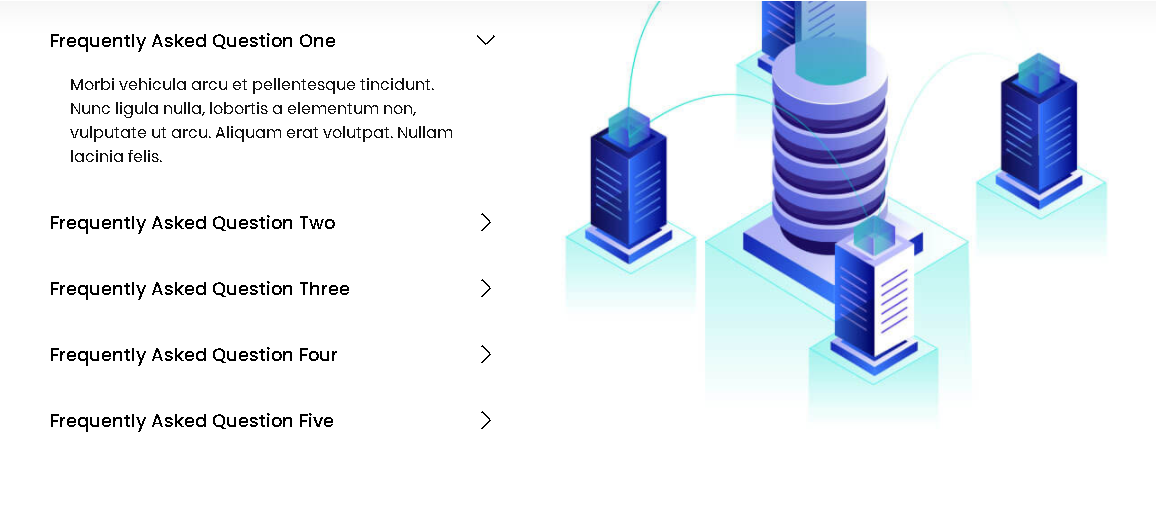 Frequently Asked Question One
Morbi vehicula arcu et pellentesque tincidunt.
Nunc ligula nulla, lobortis a elementum non,
vulputate ut arcu. Aliquam erat volutpat. Nullam
lacinia felis.
Frequently Asked Question Two
Frequently Asked Question Three
Frequently Asked Question Four
Frequently Asked Question Five